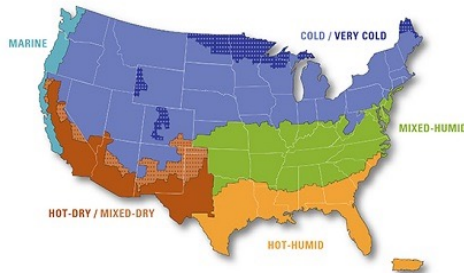 MARINE
COLD / VERY COLD
MIXED-HUMID
HOT-DRY / MIXED-DRY
HOT-HUMID